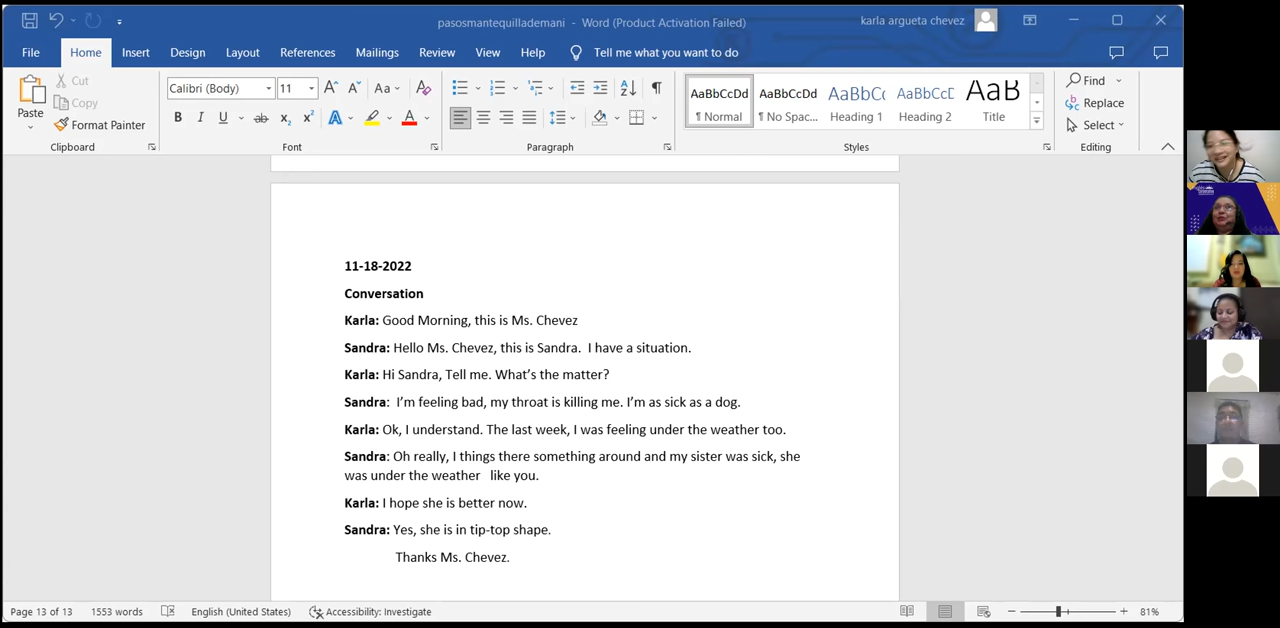 pasosmantequillademani - Word (Product Activation Failed)
karla argueta chevez
File Home Insert Design Layout References Mailings Review View Help Tell me what you want to do
Paste
Cut
Copy
Format Painter
Clipboard
Calibri (Body) 11
Font
Paragraph
AaBbCcDd AaBbCcDd AaBbCc AaBbCcD AaB
¶ Normal ¶ No Spac... Heading 1 Heading 2 Title
Styles
Find
Replace
Select
Editing
11-18-2022
Conversation
Karla: Good Morning, this is Ms. Chevez
Sandra: Hello Ms. Chevez, this is Sandra. I have a situation.
Karla: Hi Sandra, Tell me. What's the matter?
Sandra: I'm feeling bad, my throat is killing me. I'm as sick as a dog.
Karla: Ok, I understand. The last week, I was feeling under the weather too.
Sandra: Oh really, I things there something around and my sister was sick, she
was under the weather like you.
Karla: I hope she is better now.
Sandra: Yes, she is in tip-top shape.
Thanks Ms. Chevez.
Page 13 of 13 1553 words English (United States) Accessibility: Investigate 81%